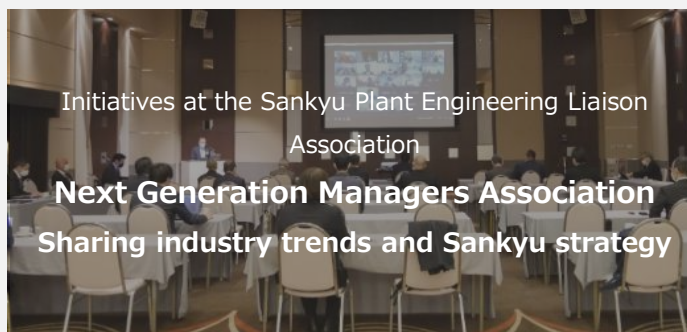 Initiatives at the Sankyu Plant Engineering Liaison
Association
Next Generation Managers Association
Sharing industry trends and Sankyu strategy